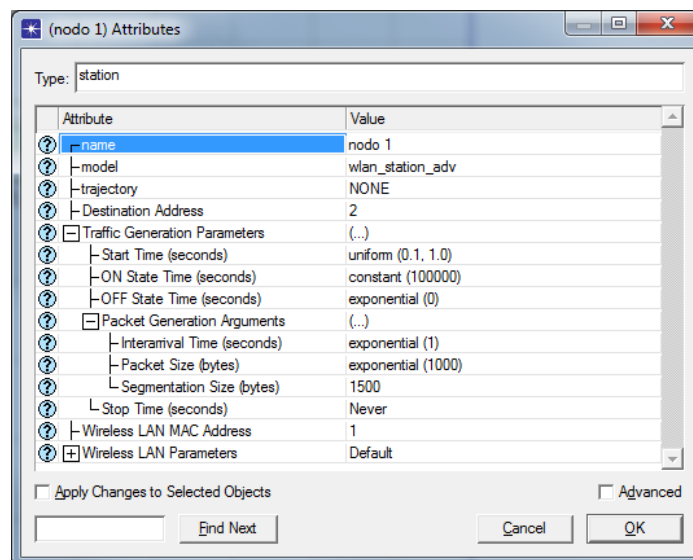 (nodo 1) Attributes
Type: station
Attribute Value
name nodo 1
model wlan_station_adv
trajectory NONE
Destination Address 2
Traffic Generation Parameters (...)
Start Time (seconds) uniform (0.1, 1.0)
ON State Time (seconds) constant (100000)
OFF State Time (seconds) exponential (0)
Packet Generation Arguments (...)
Interarrival Time (seconds) exponential (1)
Packet Size (bytes) exponential (1000)
Segmentation Size (bytes) 1500
Stop Time (seconds) Never
Wireless LAN MAC Address 1
Wireless LAN Parameters Default
Apply Changes to Selected Objects Advanced
Find Next Cancel OK